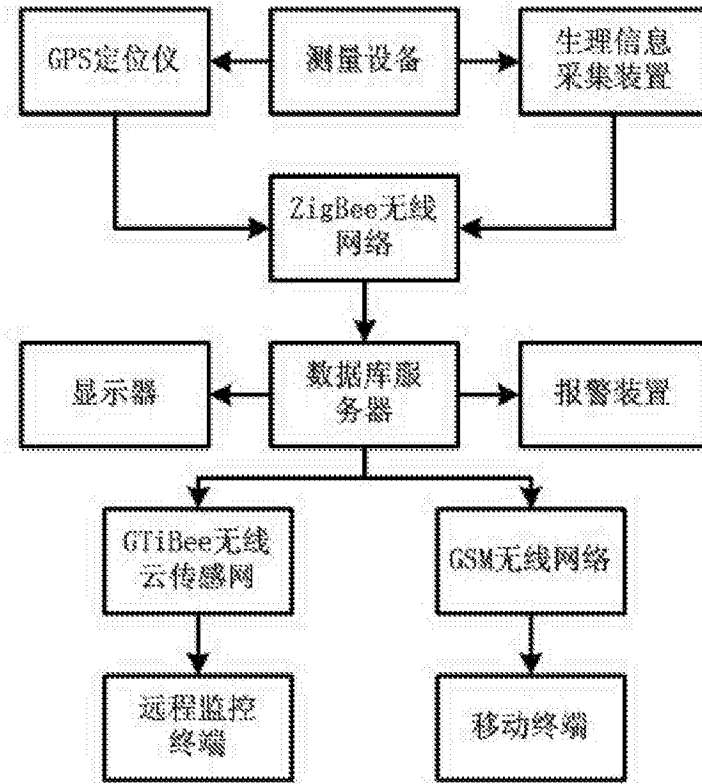 GPS定位仪
测量设备
生理信息
采集装置
ZigBee无线
网络
显示器
数据库服
务器
报警装置
GTiBee无线
云传感网
GSM无线网络
远程监控
终端
移动终端